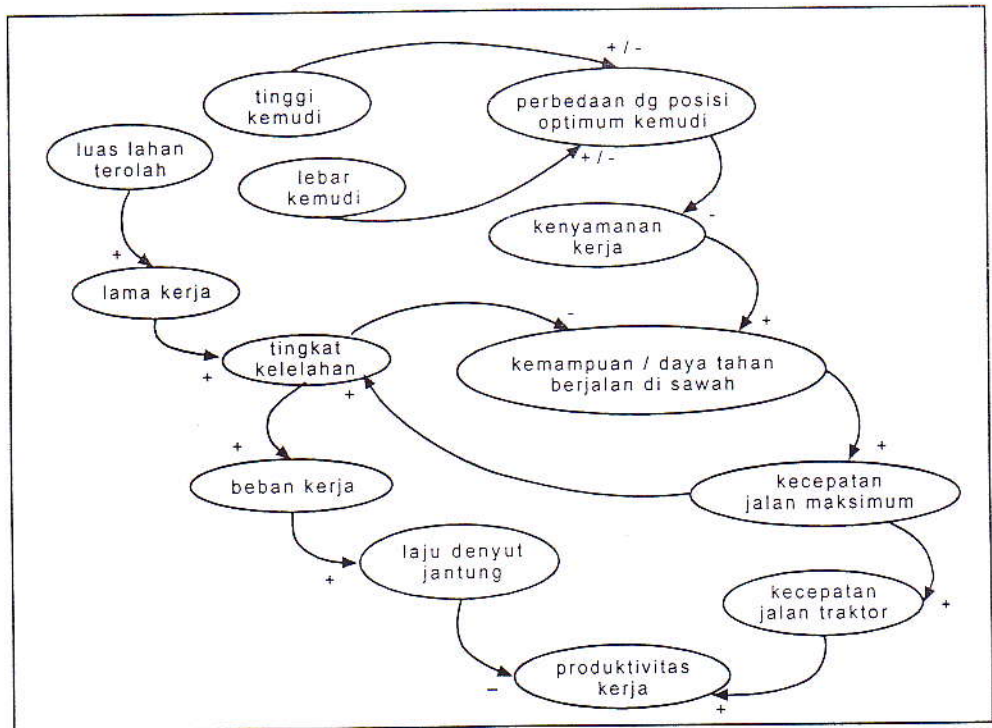 + / -
tinggi
kemudi
perbedaan dg posisi
optimum kemudi
luas lahan
terolah
+ / -
lebar
kemudi
-
kenyamanan
kerja
+
lama kerja
-
+
tingkat
kelelahan
+
+
kemampuan / daya tahan
berjalan di sawah
+
+
beban kerja
kecepatan
jalan maksimum
laju denyut
jantung
+
kecepatan
jalan traktor
+
produktivitas
kerja
-
+